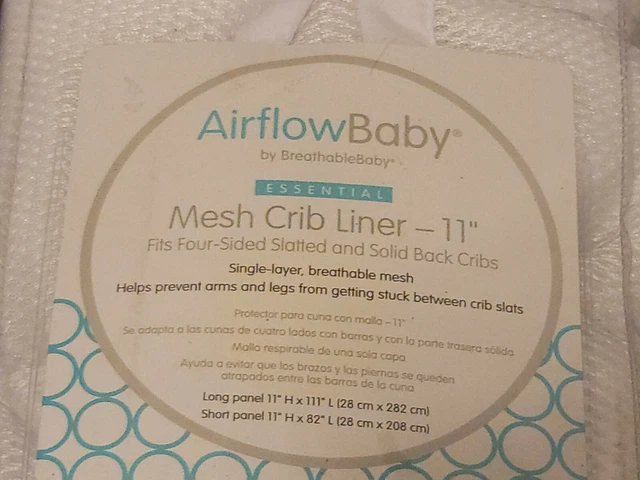 AirflowBaby®
by BreathableBaby®
ESSENTIAL
Mesh Crib Liner – 11"
Fits Four-Sided Slatted and Solid Back Cribs
Single-layer, breathable mesh
Helps prevent arms and legs from getting stuck between crib slats
Protector para cuna con malla – 11"
Se adapta a las cunas de cuatro lados con barras y con la parte trasera sólida
Malla respirable de una sola capa
Ayuda a evitar que los brazos y las piernas se queden
atrapados entre las barras de la cuna
Long panel 11" H x 111" L (28 cm x 282 cm)
Short panel 11" H x 82" L (28 cm x 208 cm)